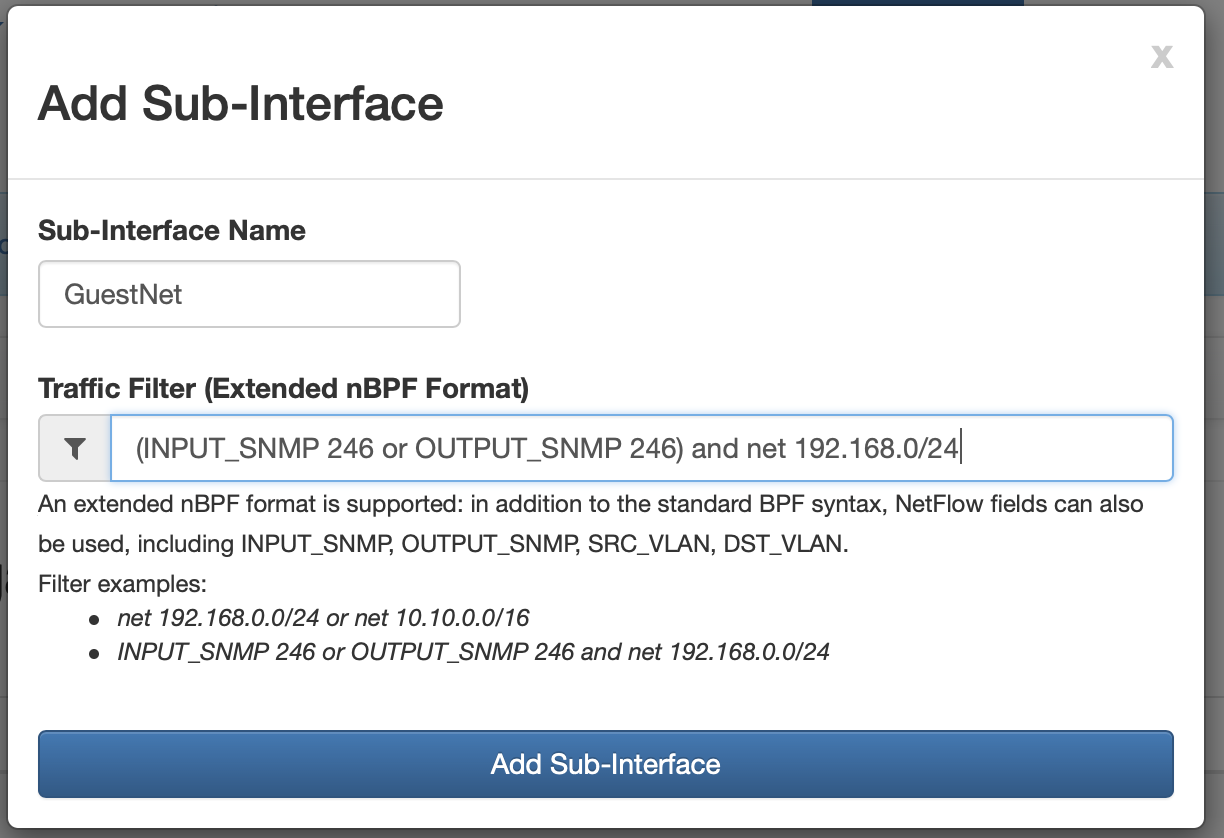 x
Add Sub-Interface
Sub-Interface Name
GuestNet
Traffic Filter (Extended nBPF Format)
(INPUT_SNMP 246 or OUTPUT_SNMP 246) and net 192.168.0/24
An extended nBPF format is supported: in addition to the standard BPF syntax, NetFlow fields can also
be used, including INPUT_SNMP, OUTPUT_SNMP, SRC_VLAN, DST_VLAN.
Filter examples:
• net 192.168.0.0/24 or net 10.10.0.0/16
• INPUT_SNMP 246 or OUTPUT_SNMP 246 and net 192.168.0.0/24
Add Sub-Interface